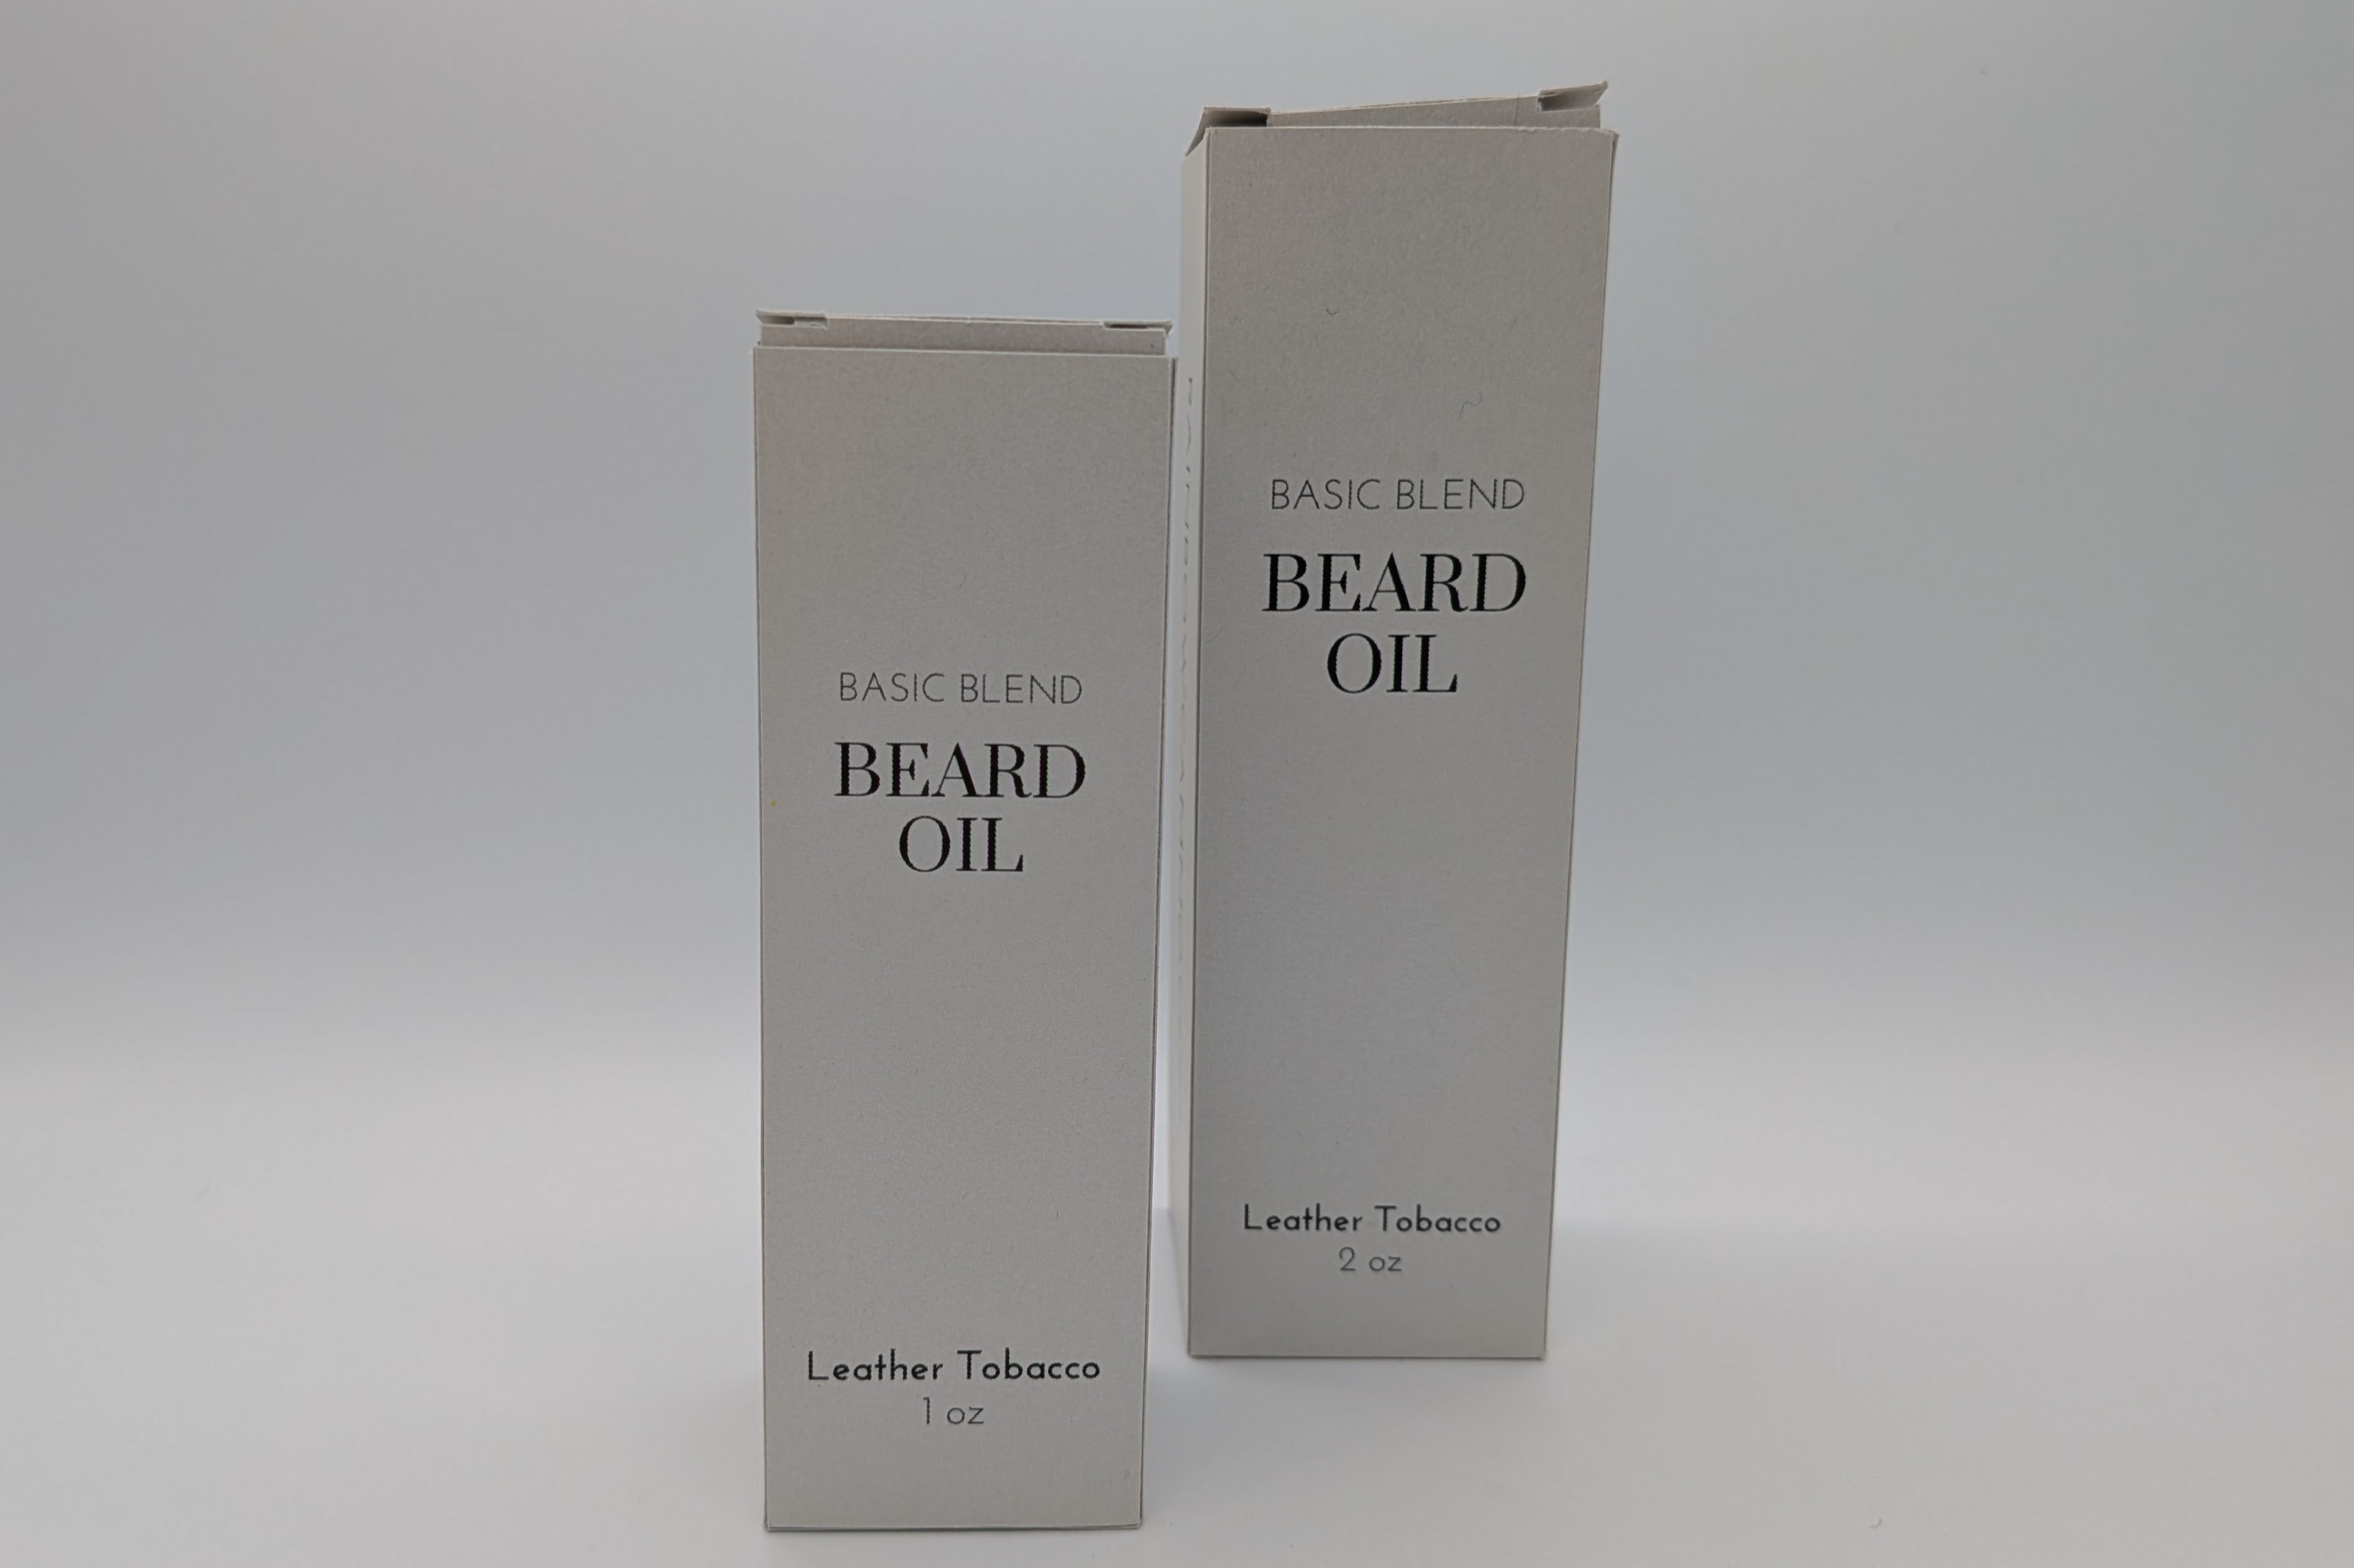 BASIC BLEND
BEARD
OIL
Leather Tobacco
1 oz
BASIC BLEND
BEARD
OIL
Leather Tobacco
2 oz